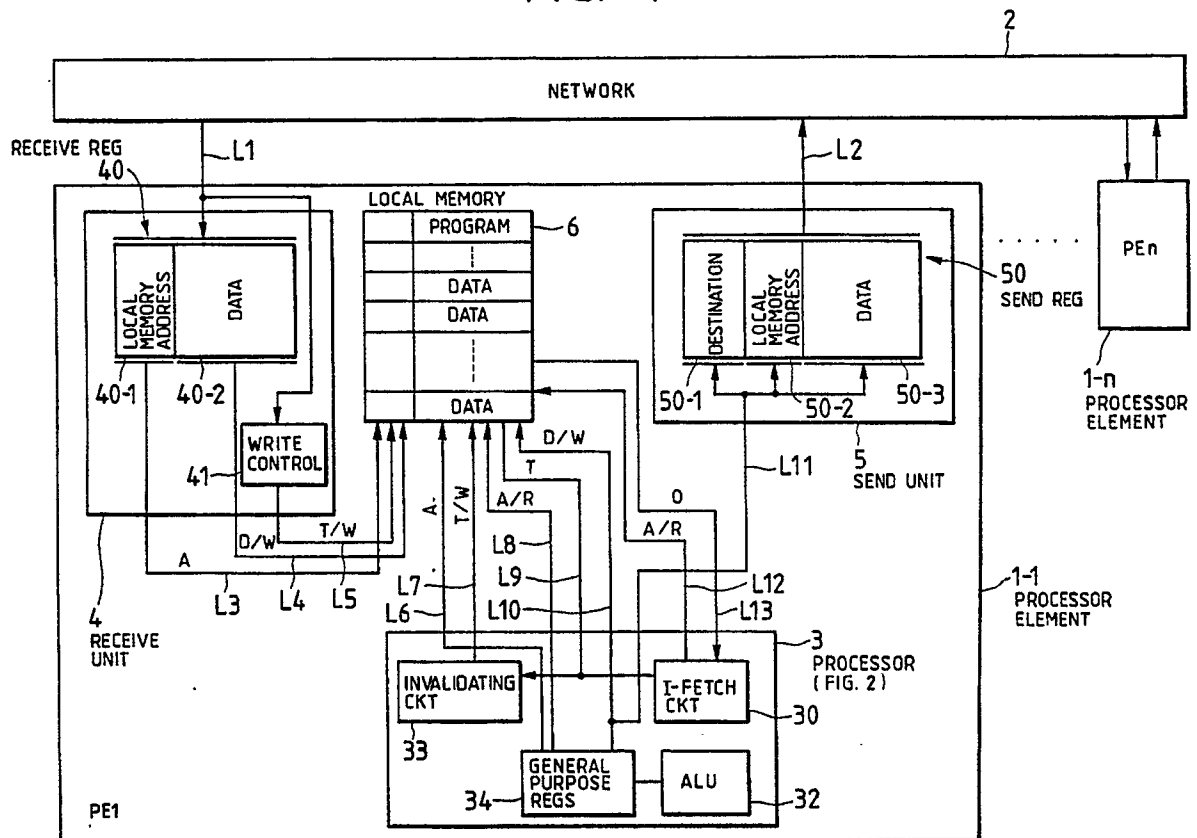 2
NETWORK
RECEIVE REG
40
L1
L2
LOCAL MEMORY
6
PROGRAM
DATA
DATA
DATA
LOCAL MEMORY ADDRESS
DATA
40-1
40-2
WRITE CONTROL
41
DESTINATION
LOCAL MEMORY ADDRESS
DATA
50-1
50-2
50-3
50
SEND REG
PEn
1-n
PROCESSOR ELEMENT
5
SEND UNIT
T/W
D/W
A
L3
L4
L5
4
RECEIVE UNIT
A
T/W
A/R
T
D/W
O
A/R
L6
L7
L8
L9
L10
L11
L12
L13
1-1
PROCESSOR ELEMENT
3
PROCESSOR
(FIG. 2)
INVALIDATING CKT
33
I-FETCH CKT
30
GENERAL PURPOSE REGS
34
ALU
32
PE1